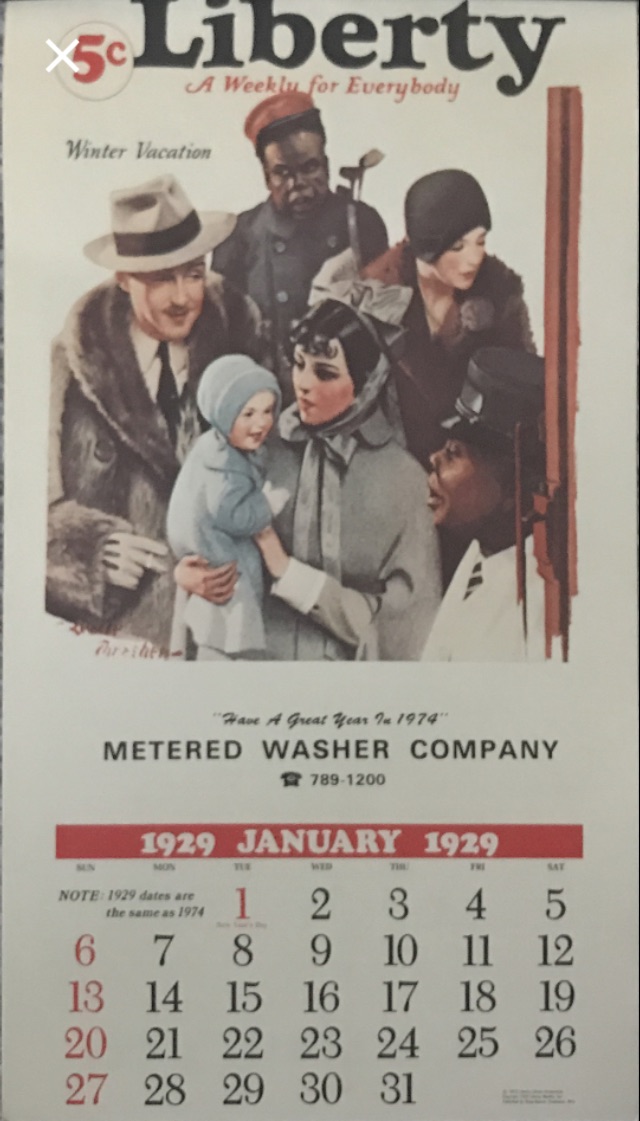 5c Liberty
A Weekly for Everybody
Winter Vacation
"Have A Great Year In 1974"
METERED WASHER COMPANY
☎ 789-1200
1929 JANUARY 1929
SUN MON TUE WED THU FRI SAT
NOTE: 1929 dates are
the same as 1974
1 2 3 4 5
New Year's Day
6 7 8 9 10 11 12
13 14 15 16 17 18 19
20 21 22 23 24 25 26
27 28 29 30 31